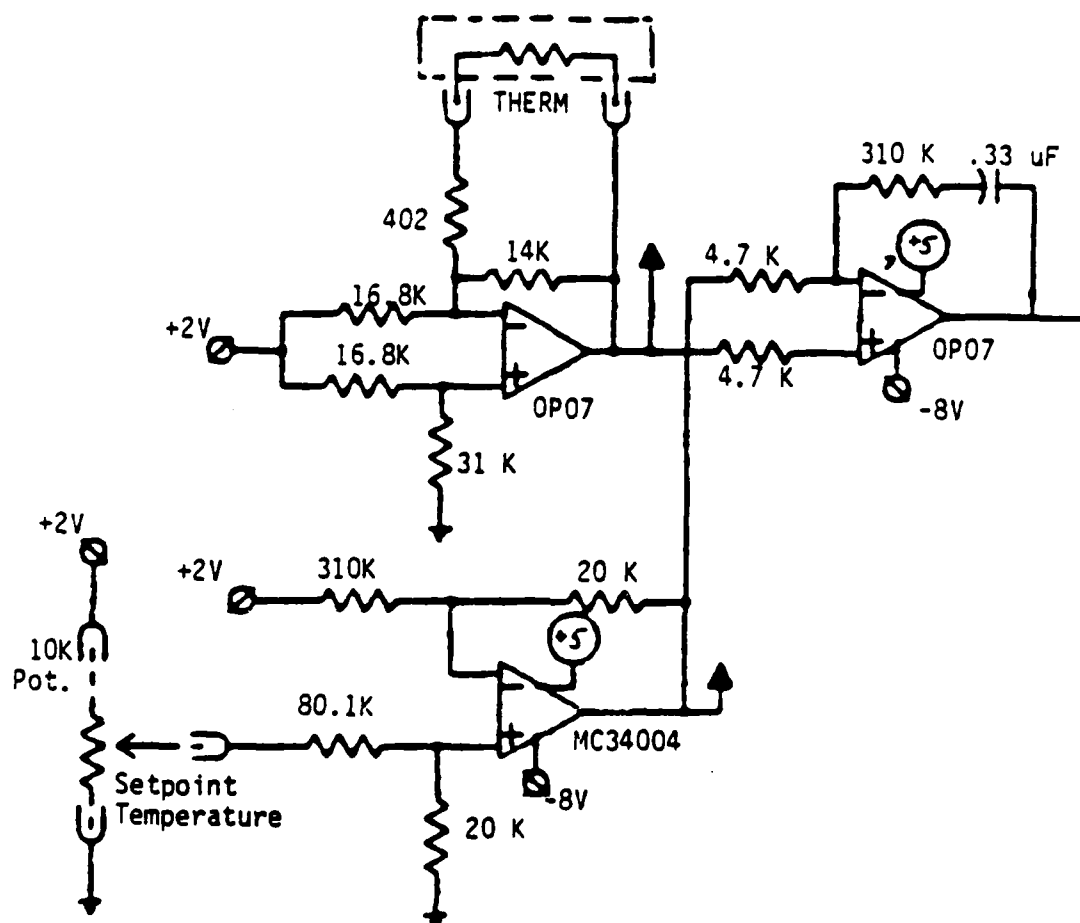 THERM
310 K .33 uF
402
14K
4.7 K
+5
16.8K
+2V
16.8K
OP07
4.7 K
OP07
-8V
31 K
+2V
+2V
310K
20 K
+5
10K
Pot.
80.1K
MC34004
-8V
Setpoint
Temperature
20 K